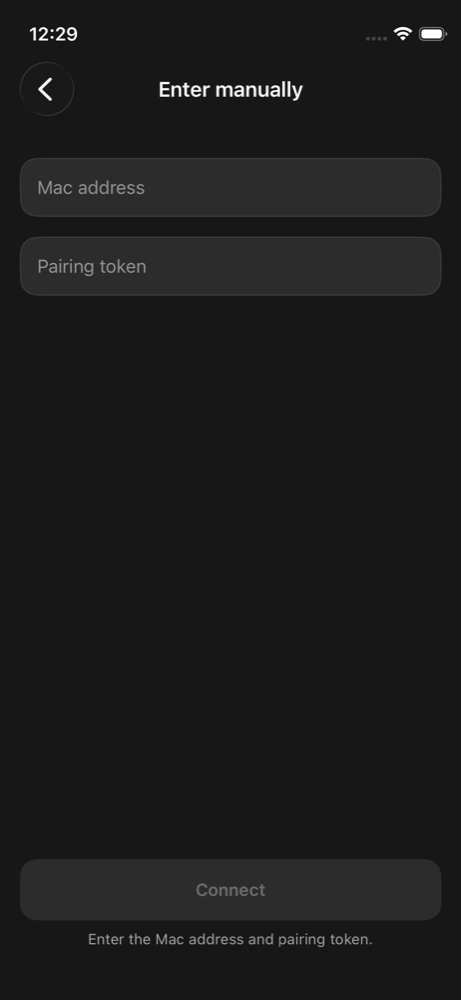 12:29
Enter manually
Mac address
Pairing token
Connect
Enter the Mac address and pairing token.